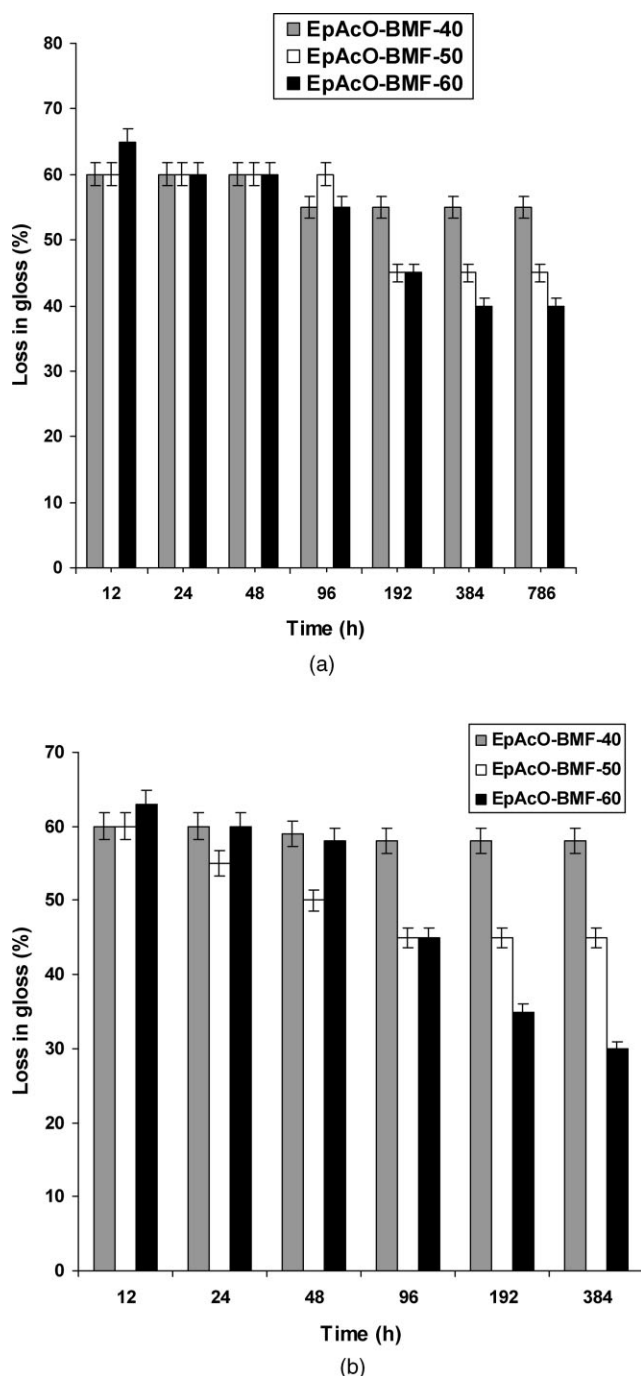 EpAcO-BMF-40
EpAcO-BMF-50
EpAcO-BMF-60
80
70
60
50
40
30
20
10
0
Loss in gloss (%)
12 24 48 96 192 384 786
Time (h)
(a)
EpAcO-BMF-40
EpAcO-BMF-50
EpAcO-BMF-60
70
60
50
40
30
20
10
0
Loss in gloss (%)
12 24 48 96 192 384
Time (h)
(b)